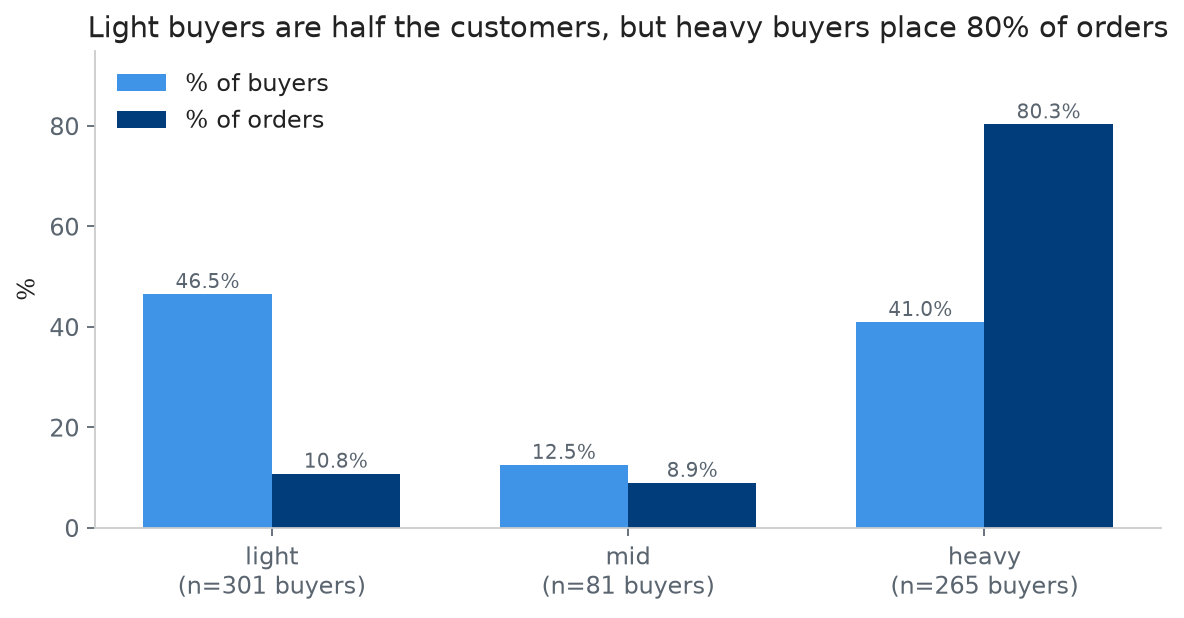 Light buyers are half the customers, but heavy buyers place 80% of orders
% of buyers
% of orders
%
80
60
40
20
0
46.5%
10.8%
12.5%
8.9%
41.0%
80.3%
light
(n=301 buyers)
mid
(n=81 buyers)
heavy
(n=265 buyers)